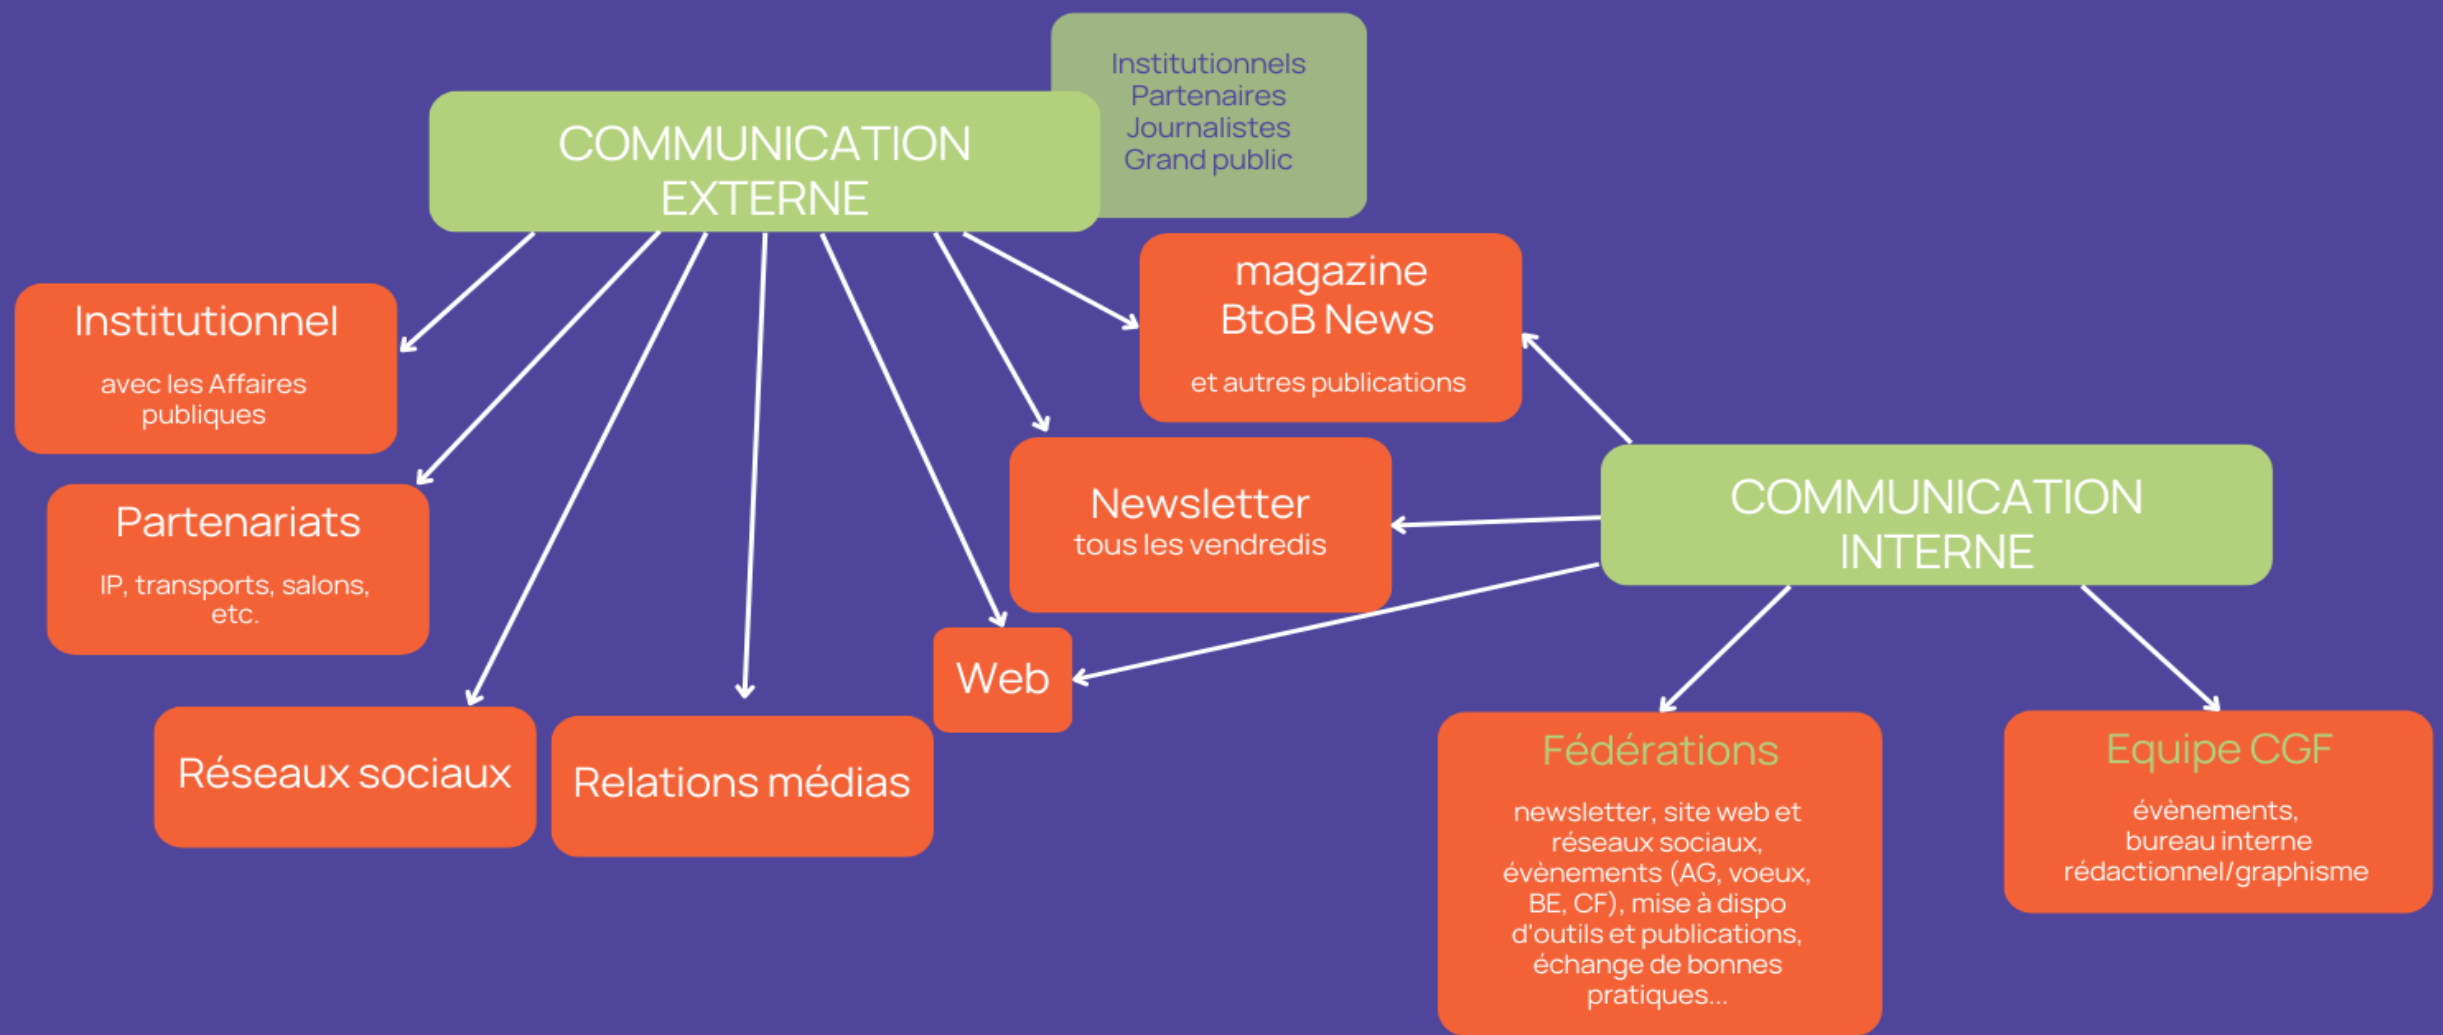 Institutionnels
Partenaires
Journalistes
Grand public
COMMUNICATION
EXTERNE
magazine
BtoB News
et autres publications
Institutionnel
avec les Affaires
publiques
Partenariats
IP, transports, salons,
etc.
Newsletter
tous les vendredis
COMMUNICATION
INTERNE
Web
Réseaux sociaux
Relations médias
Fédérations
newsletter, site web et
réseaux sociaux,
évènements (AG, voeux,
BE, CF), mise à dispo
d'outils et publications,
échange de bonnes
pratiques...
Equipe CGF
évènements,
bureau interne
rédactionnel/graphisme